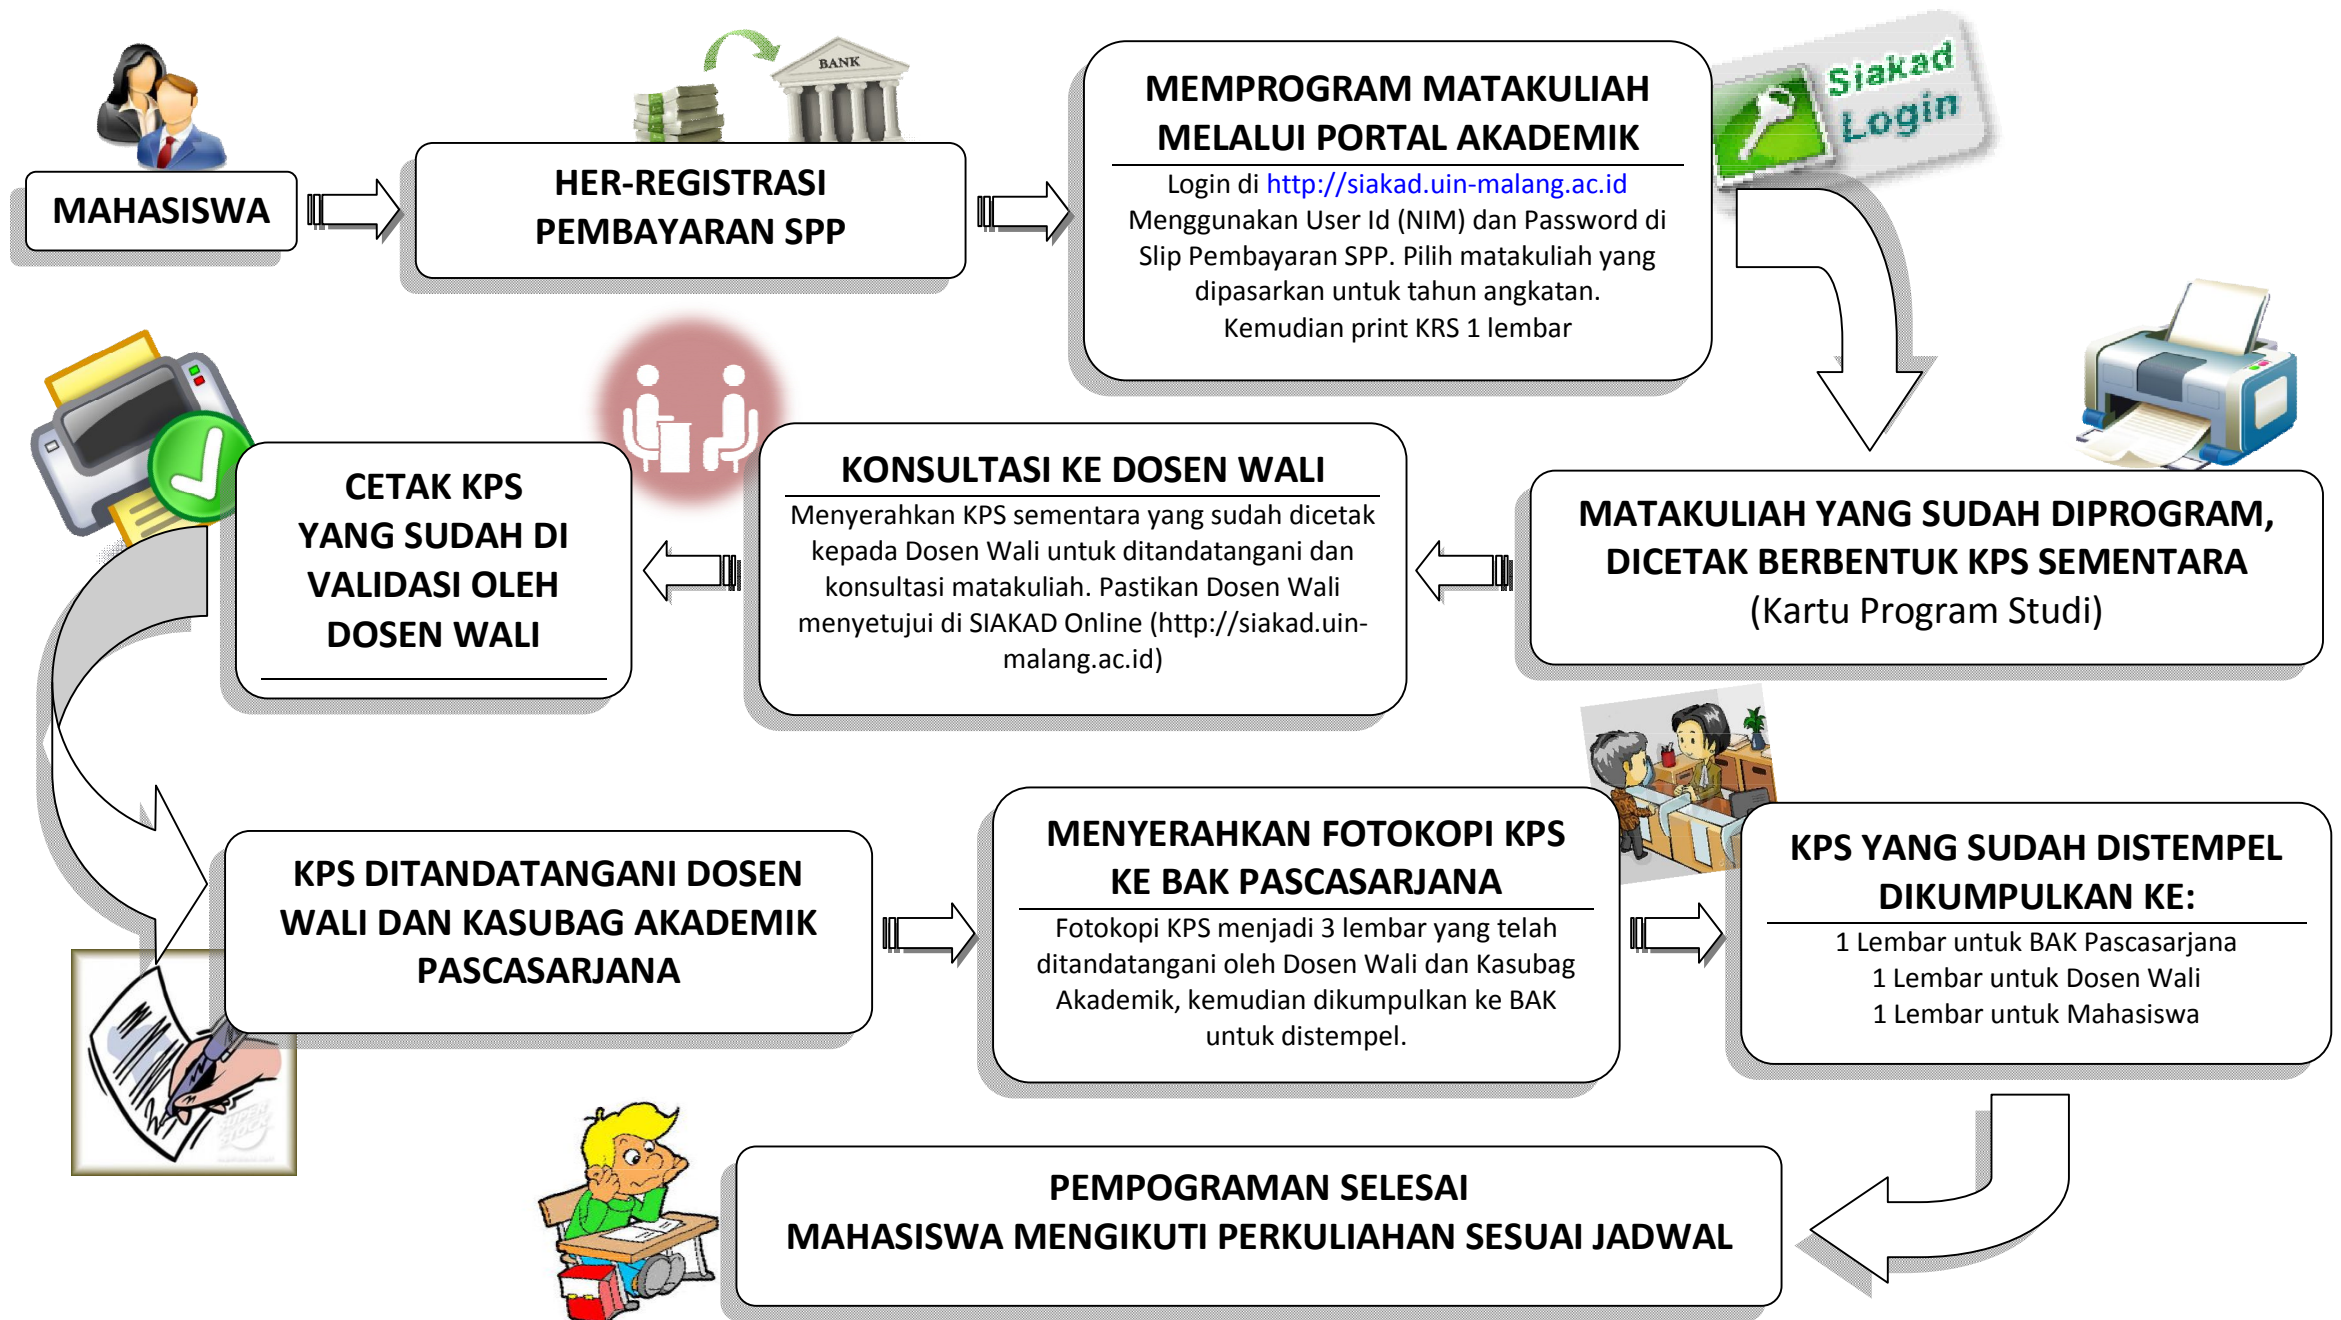 BANK
Siakad
Login
MAHASISWA
HER-REGISTRASI
PEMBAYARAN SPP
MEMPROGRAM MATAKULIAH
MELALUI PORTAL AKADEMIK
Login di http://siakad.uin-malang.ac.id
Menggunakan User Id (NIM) dan Password di
Slip Pembayaran SPP. Pilih matakuliah yang
dipasarkan untuk tahun angkatan.
Kemudian print KRS 1 lembar
MATAKULIAH YANG SUDAH DIPROGRAM,
DICETAK BERBENTUK KPS SEMENTARA
(Kartu Program Studi)
KONSULTASI KE DOSEN WALI
Menyerahkan KPS sementara yang sudah dicetak
kepada Dosen Wali untuk ditandatangani dan
konsultasi matakuliah. Pastikan Dosen Wali
menyetujui di SIAKAD Online (http://siakad.uin-
malang.ac.id)
CETAK KPS
YANG SUDAH DI
VALIDASI OLEH
DOSEN WALI
KPS DITANDATANGANI DOSEN
WALI DAN KASUBAG AKADEMIK
PASCASARJANA
MENYERAHKAN FOTOKOPI KPS
KE BAK PASCASARJANA
Fotokopi KPS menjadi 3 lembar yang telah
ditandatangani oleh Dosen Wali dan Kasubag
Akademik, kemudian dikumpulkan ke BAK
untuk distempel.
KPS YANG SUDAH DISTEMPEL
DIKUMPULKAN KE:
1 Lembar untuk BAK Pascasarjana
1 Lembar untuk Dosen Wali
1 Lembar untuk Mahasiswa
PEMPOGRAMAN SELESAI
MAHASISWA MENGIKUTI PERKULIAHAN SESUAI JADWAL